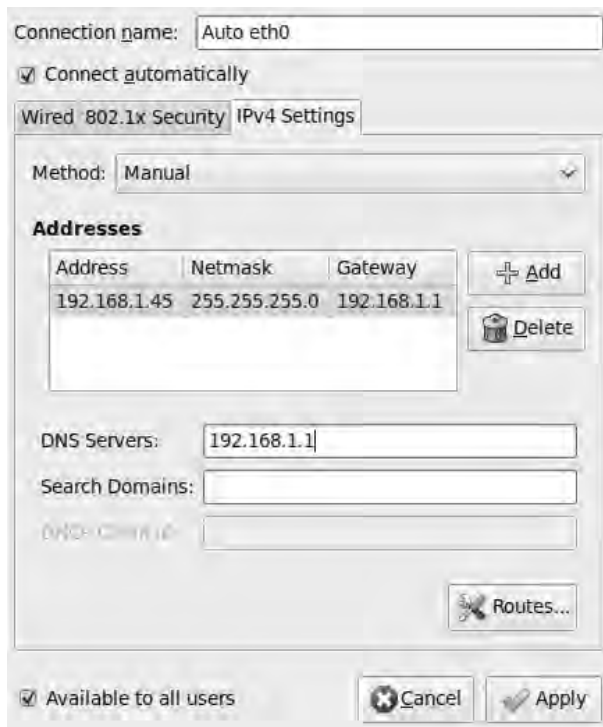 Connection name: Auto eth0
Connect automatically
Wired 802.1x Security IPv4 Settings
Method: Manual
Addresses
Address Netmask Gateway
192.168.1.45 255.255.255.0 192.168.1.1
Add
Delete
DNS Servers: 192.168.1.1
Search Domains:
Routes...
Available to all users Cancel Apply